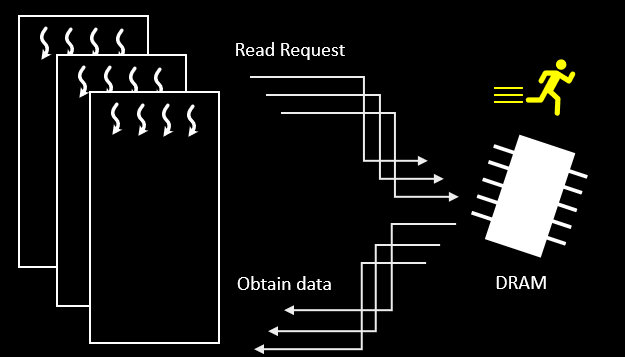 Read Request
Obtain data
DRAM